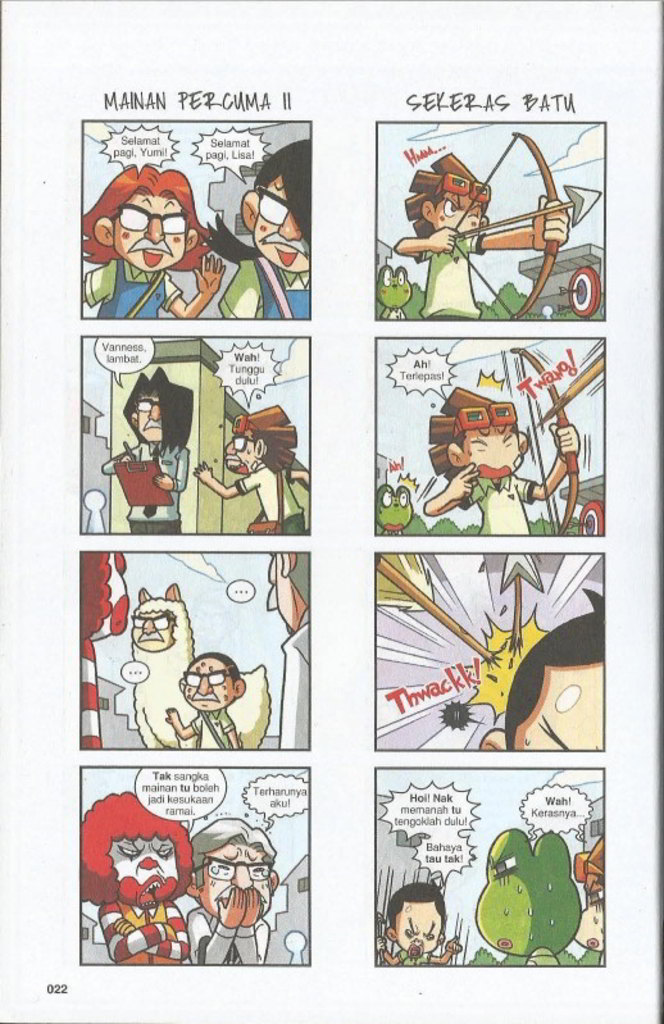 MAINAN PERCUMA II
Selamat
pagi, Yumi!
Selamat
pagi, Lisa!
Vanness,
lambat.
Wah!
Tunggu
dulu!
...
...
Tak sangka
mainan tu boleh
jadi kesukaan
ramai.
Terharunya
aku!
SEKERAS BATU
Hmm...
Ah!
Terlepas!
Twang!
Ah!
Thwackk!
!!
Hoi! Nak
memanah tu
tengoklah dulu!
Bahaya
tau tak!
Wah!
Kerasnya...
022